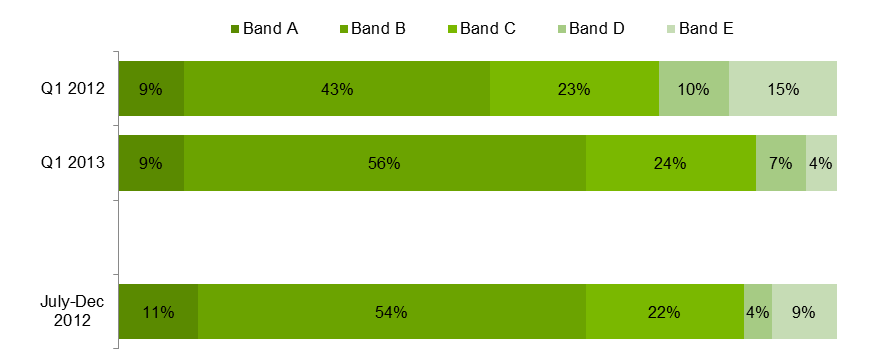 Band A Band B Band C Band D Band E
Q1 2012 9% 43% 23% 10% 15%
Q1 2013 9% 56% 24% 7% 4%
July-Dec
2012 11% 54% 22% 4% 9%